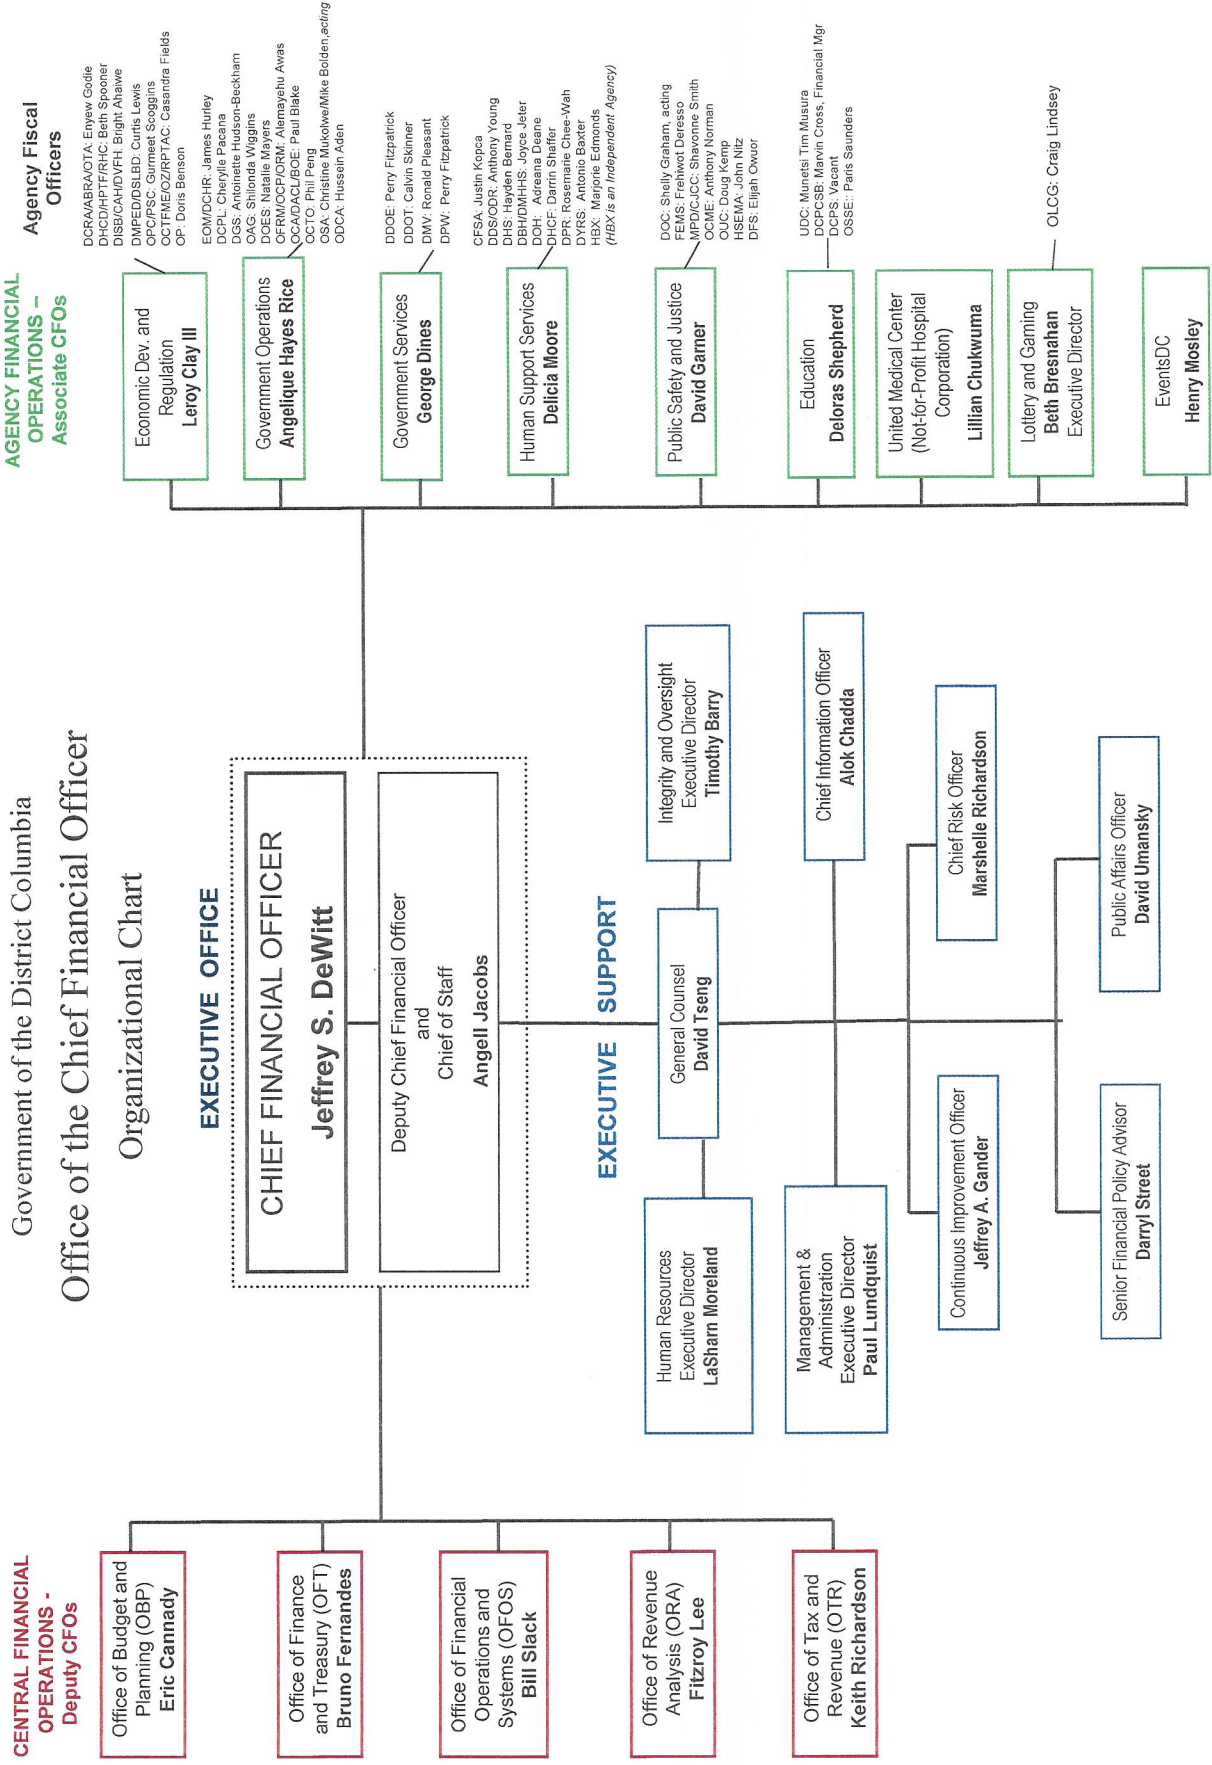 Government of the District Columbia
Office of the Chief Financial Officer
Organizational Chart
CENTRAL FINANCIAL
OPERATIONS -
Deputy CFOs
Office of Budget and
Planning (OBP)
Eric Cannady
Office of Finance
and Treasury (OFT)
Bruno Fernandes
Office of Financial
Operations and
Systems (OFOS)
Bill Slack
Office of Revenue
Analysis (ORA)
Fitzroy Lee
Office of Tax and
Revenue (OTR)
Keith Richardson
EXECUTIVE OFFICE
CHIEF FINANCIAL OFFICER
Jeffrey S. DeWitt
Deputy Chief Financial Officer
and
Chief of Staff
Angell Jacobs
EXECUTIVE SUPPORT
Human Resources
Executive Director
LaSharn Moreland
General Counsel
David Tseng
Integrity and Oversight
Executive Director
Timothy Barry
Management &
Administration
Executive Director
Paul Lundquist
Chief Information Officer
Alok Chadda
Continuous Improvement Officer
Jeffrey A. Gander
Chief Risk Officer
Marshelle Richardson
Senior Financial Policy Advisor
Darryl Street
Public Affairs Officer
David Umansky
AGENCY FINANCIAL
OPERATIONS –
Associate CFOs
Agency Fiscal
Officers
Economic Dev. and
Regulation
Leroy Clay III
DCRA/ABRA/OTA: Enyew Godie
DHCD/HPTF/RHC: Beth Spooner
DISB/CAH/DVFH: Bright Ahaiwe
DMPED/DSLBD: Curtis Lewis
OPC/PSC: Gurmeet Scoggins
OCTFME/OZ/RPTAC: Casandra Fields
OP: Doris Benson
Government Operations
Angelique Hayes Rice
EOM/DCHR: James Hurley
DCPL: Cherylle Pacana
DGS: Antoinette Hudson-Beckham
OAG: Shilonda Wiggins
DOES: Natalie Mayers
OFRM/OCP/ORM: Alemayehu Awas
OCA/DACL/BOE: Paul Blake
OCTO: Phil Peng
OSA: Christine Mukolwe/Mike Bolden,acting
ODCA: Hussein Aden
Government Services
George Dines
DDOE: Perry Fitzpatrick
DDOT: Calvin Skinner
DMV: Ronald Pleasant
DPW: Perry Fitzpatrick
Human Support Services
Delicia Moore
CFSA: Justin Kopca
DDS/ODR: Anthony Young
DHS: Hayden Bernard
DBH/DMHHS: Joyce Jeter
DOH: Adreana Deane
DHCF: Darrin Shaffer
DPR: Rosemarie Chee-Wah
DYRS: Antonio Baxter
HBX: Marjorie Edmonds
(HBX is an Independent Agency)
Public Safety and Justice
David Garner
DOC: Shelly Graham, acting
FEMS: Frehiwot Deresso
MPD/CJCC: Shavonne Smith
OCME: Anthony Norman
OUC: Doug Kemp
HSEMA: John Nitz
DFS: Elijah Owuor
Education
Deloras Shepherd
UDC: Munetsi Tim Musura
DCPCSB: Marvin Cross, Financial Mgr
DCPS: Vacant
OSSE:: Paris Saunders
United Medical Center
(Not-for-Profit Hospital
Corporation)
Lillian Chukwuma
Lottery and Gaming
Beth Bresnahan
Executive Director
OLCG: Craig Lindsey
EventsDC
Henry Mosley